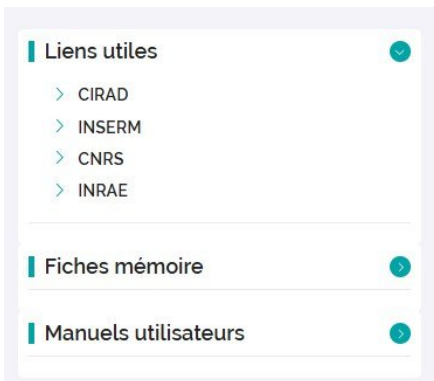 Liens utiles
CIRAD
INSERM
CNRS
INRAE
Fiches mémoire
Manuels utilisateurs